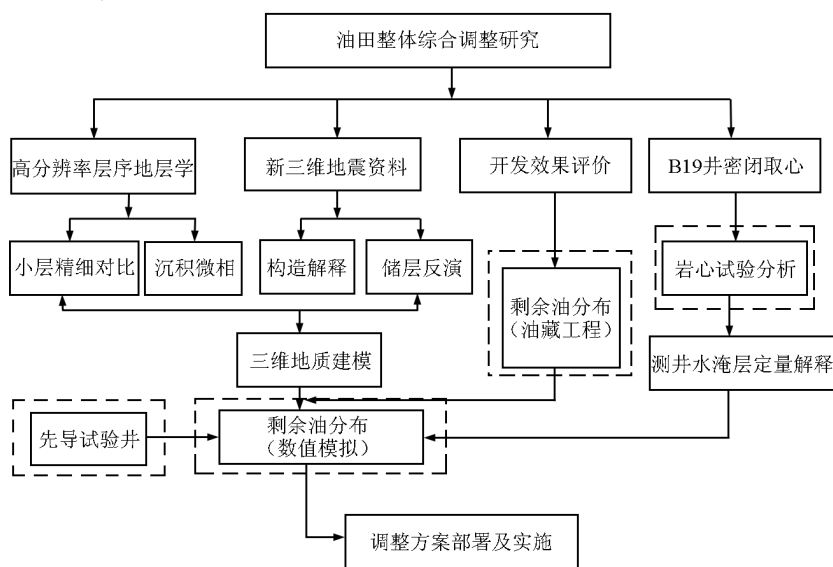 油田整体综合调整研究
高分辨率层序地层学
新三维地震资料
开发效果评价
B19井密闭取心
小层精细对比
沉积微相
构造解释
储层反演
剩余油分布
（油藏工程）
岩心试验分析
三维地质建模
测井水淹层定量解释
先导试验井
剩余油分布
（数值模拟）
调整方案部署及实施